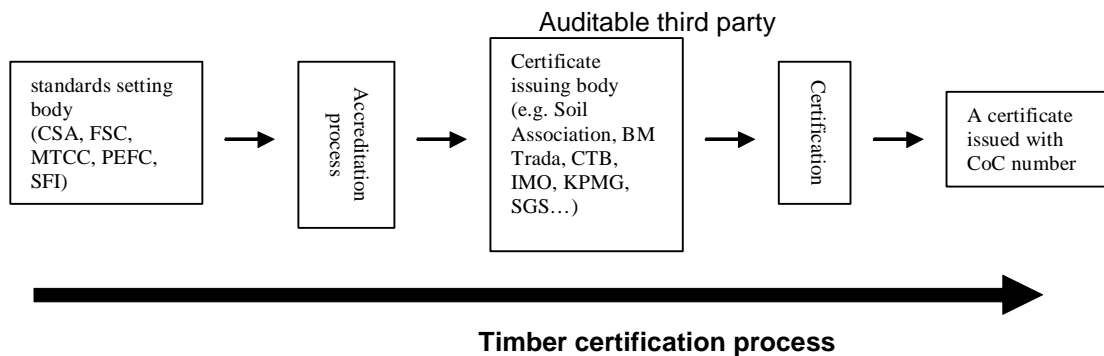 Auditable third party
standards setting
body
(CSA, FSC,
MTCC, PEFC,
SFI)
Accreditation
process
Certificate
issuing body
(e.g. Soil
Association, BM
Trada, CTB,
IMO, KPMG,
SGS…)
Certification
A certificate
issued with
CoC number
Timber certification process